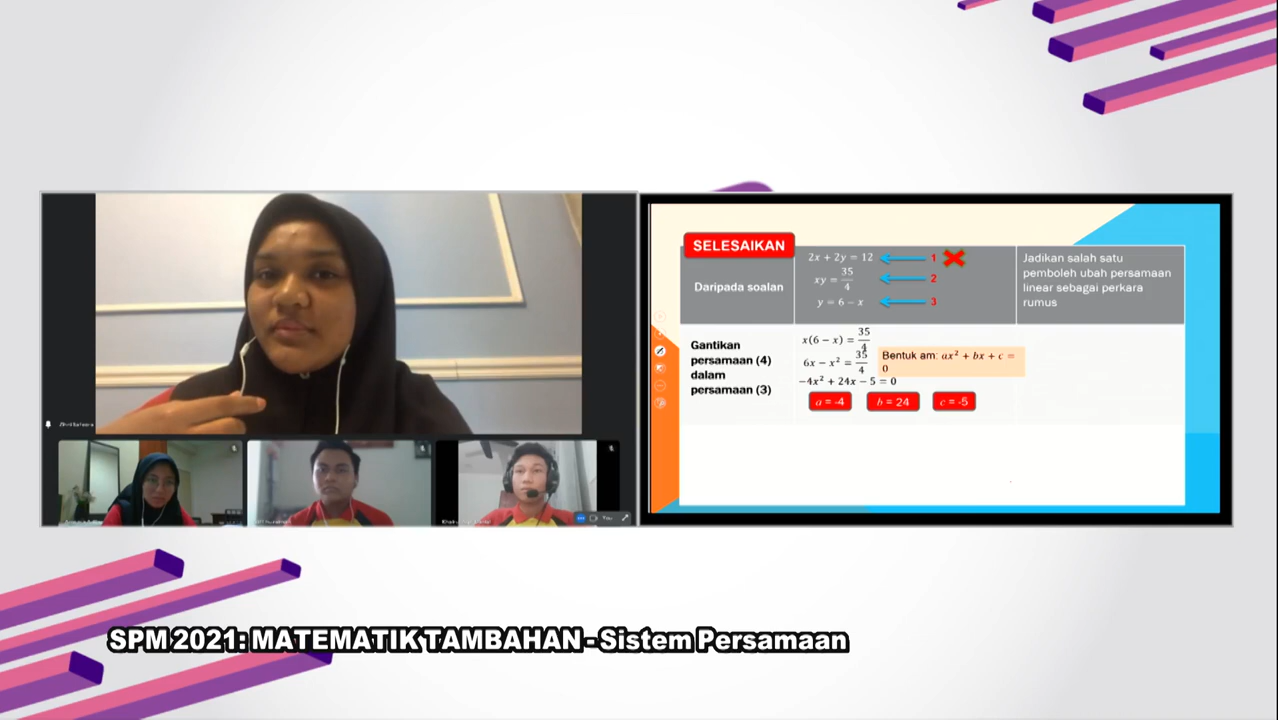 SELESAIKAN
Daripada soalan
2x + 2y = 12
1
xy = 35/4
2
y = 6 − x
3
Jadikan salah satu
pemboleh ubah persamaan
linear sebagai perkara
rumus
Gantikan
persamaan (4)
dalam
persamaan (3)
x(6 − x) = 35/4
6x − x² = 35/4
Bentuk am: ax² + bx + c =
0
−4x² + 24x − 5 = 0
a = -4
b = 24
c = -5
SPM 2021: MATEMATIK TAMBAHAN - Sistem Persamaan